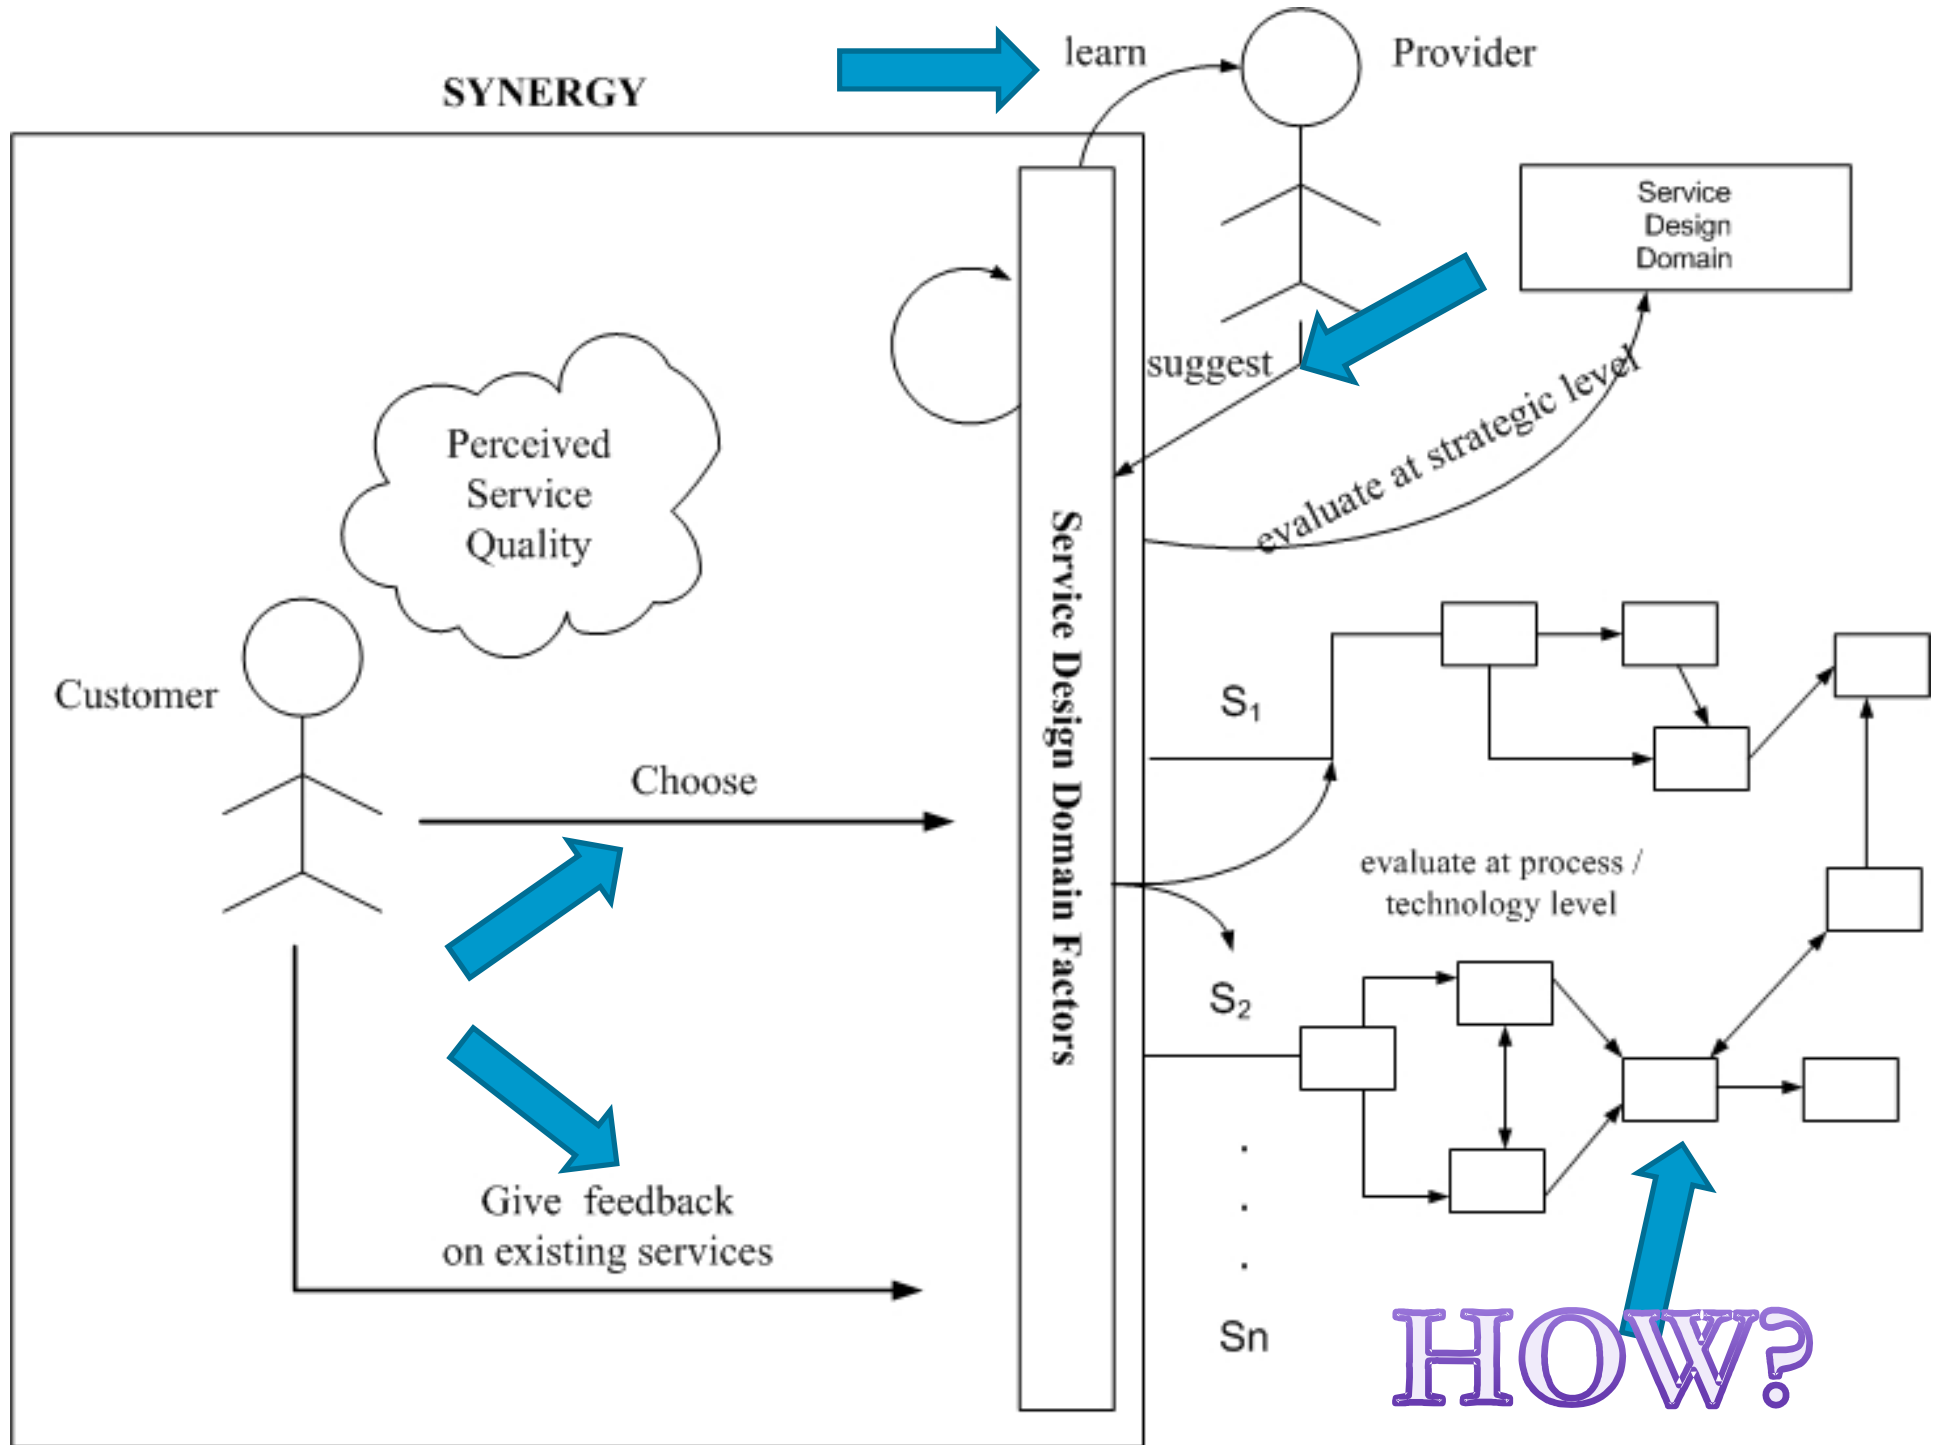 SYNERGY
learn
Provider
Service
Design
Domain
suggest
evaluate at strategic level
Perceived
Service
Quality
Customer
Service Design Domain Factors
Choose
S₁
evaluate at process /
technology level
S₂
Give feedback
on existing services
.
.
.
Sn
HOW?